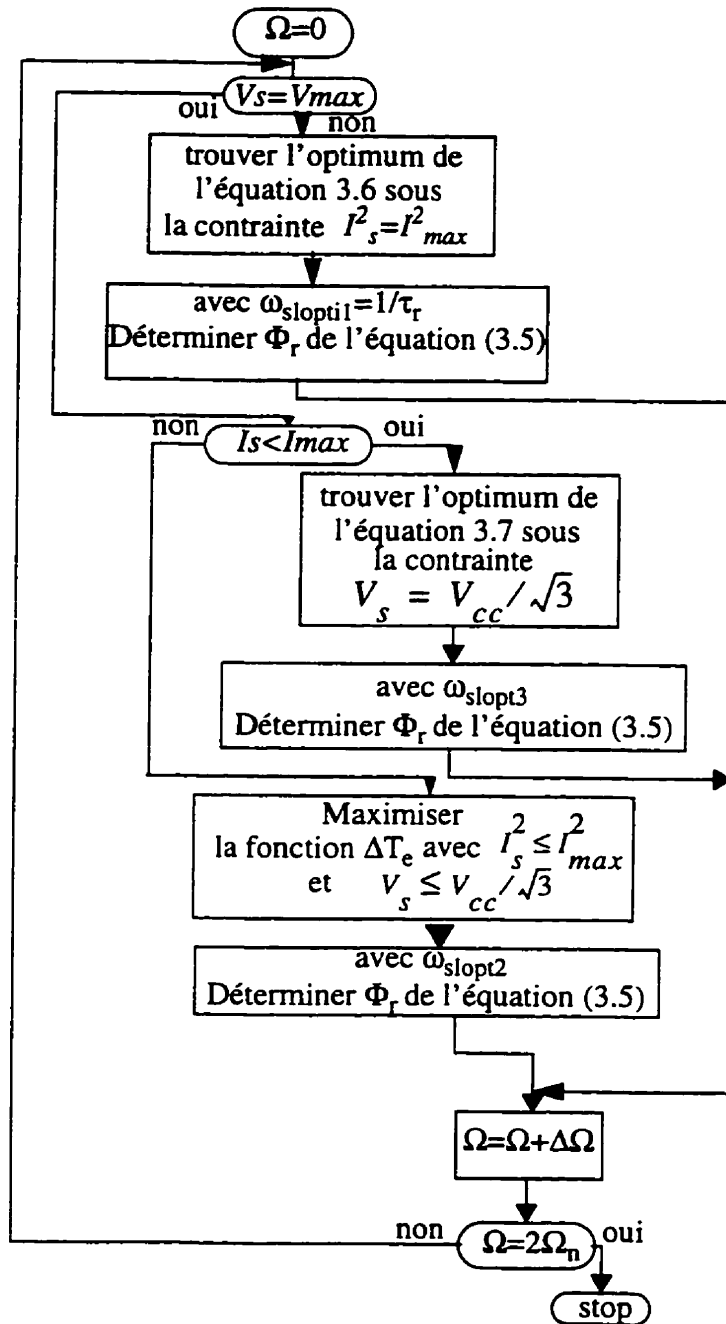 Ω=0
Vs=Vmax
oui
non
trouver l'optimum de
l'équation 3.6 sous
la contrainte I²s=I²max
avec ωslopti1=1/τr
Déterminer Φr de l'équation (3.5)
non
oui
Is<Imax
trouver l'optimum de
l'équation 3.7 sous
la contrainte
Vs = Vcc/√3
avec ωslopt3
Déterminer Φr de l'équation (3.5)
Maximiser
la fonction ΔTe avec I²s ≤ I²max
et Vs ≤ Vcc/√3
avec ωslopt2
Déterminer Φr de l'équation (3.5)
Ω=Ω+ΔΩ
non
oui
Ω=2Ωn
stop